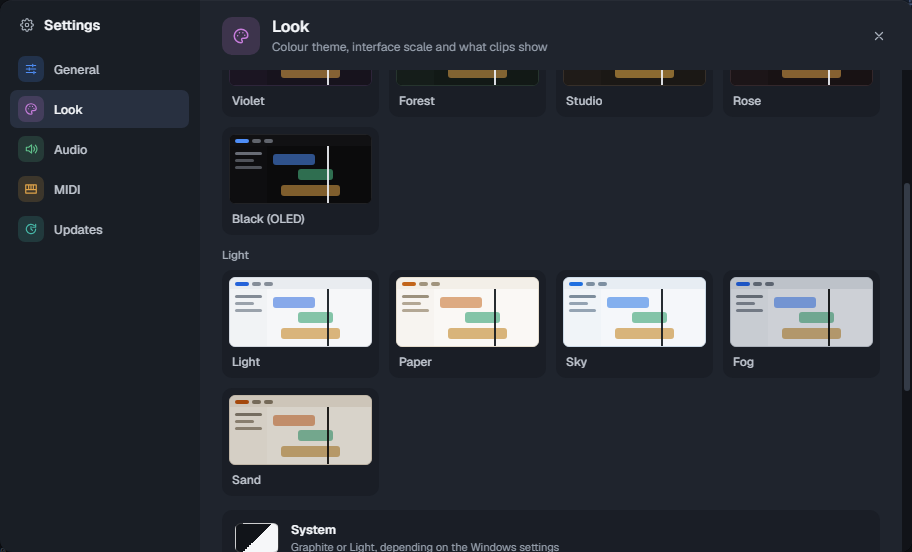 Settings
General
Look
Audio
MIDI
Updates
Look
Colour theme, interface scale and what clips show
Violet
Forest
Studio
Rose
Black (OLED)
Light
Light
Paper
Sky
Fog
Sand
System
Graphite or Light, depending on the Windows settings